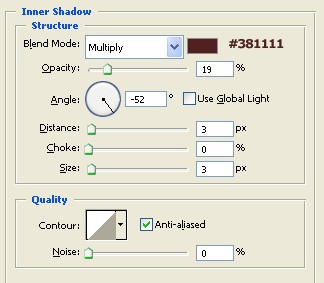 Inner Shadow
Structure
Blend Mode: Multiply #381111
Opacity: 19 %
Angle: -52 ° Use Global Light
Distance: 3 px
Choke: 0 %
Size: 3 px
Quality
Contour: Anti-aliased
Noise: 0 %